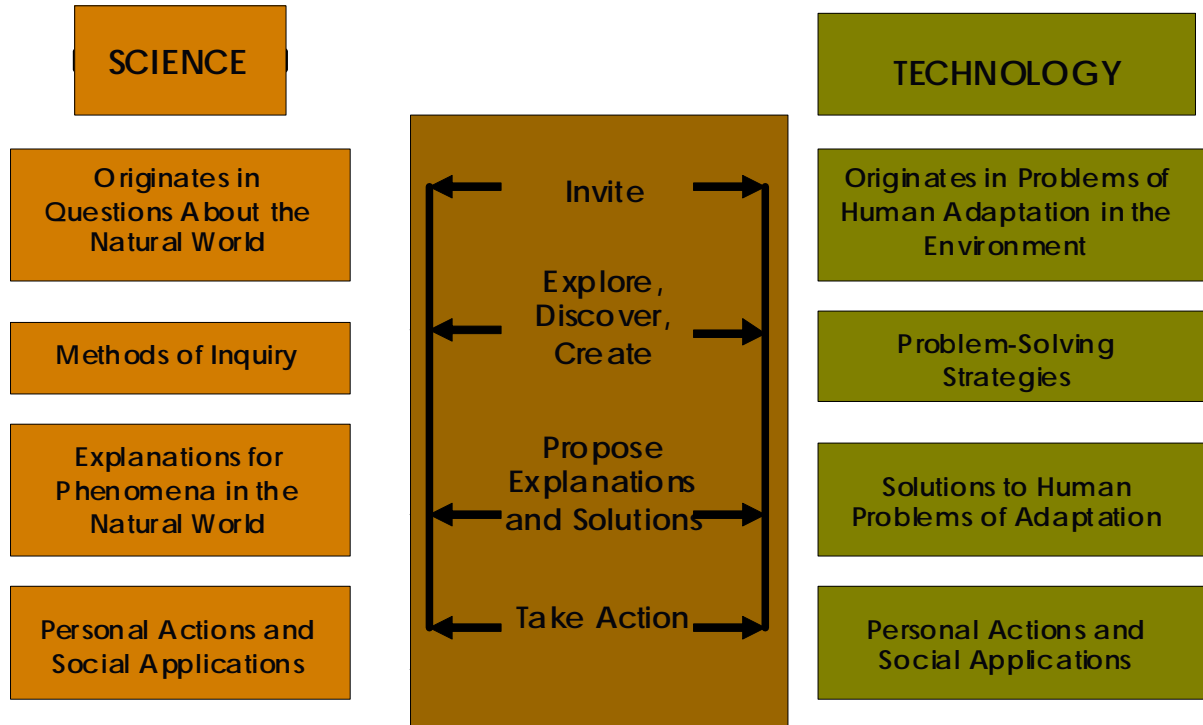 SCIENCE
Originates in
Questions About the
Natural World
Methods of Inquiry
Explanations for
Phenomena in the
Natural World
Personal Actions and
Social Applications
Invite
Explore,
Discover,
Create
Propose
Explanations
and Solutions
Take Action
TECHNOLOGY
Originates in Problems of
Human Adaptation in the
Environment
Problem-Solving
Strategies
Solutions to Human
Problems of Adaptation
Personal Actions and
Social Applications